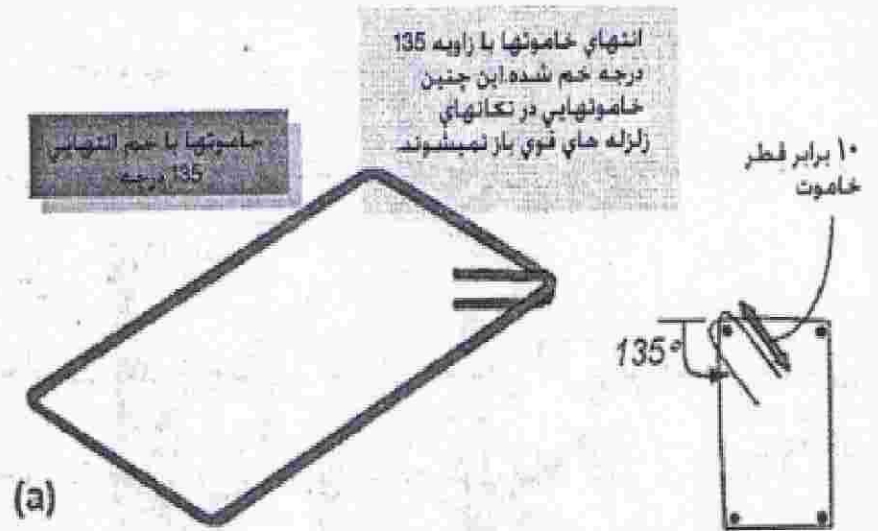 انتهاي خاموتها با زاويه 135
درجه خم شده.اين چنين
خاموتهايي در تكانهاي
زلزله هاي قوي باز نميشوند
خاموتها با خم انتهايي
135 درجه
۱۰ برابر قطر
خاموت
135°
(a)